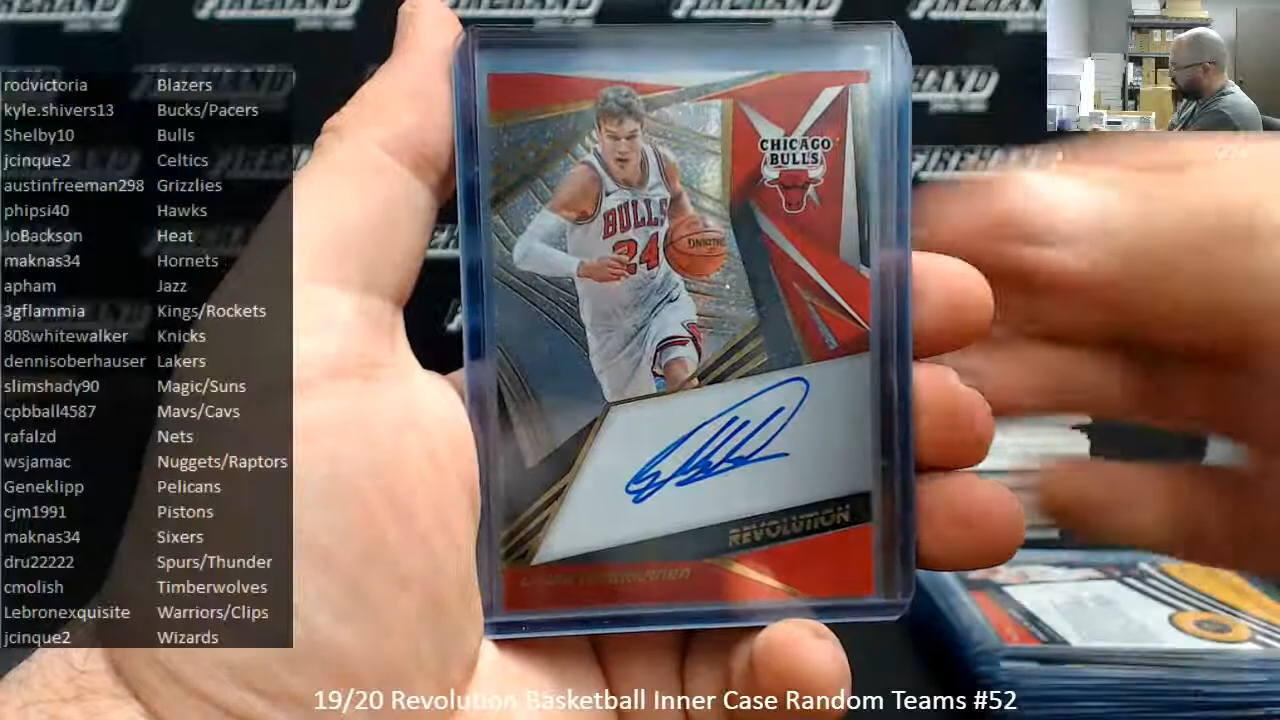 rodvictoria Blazers
kyle.shivers13 Bucks/Pacers
Shelby10 Bulls
jcinque2 Celtics
austinfreeman298 Grizzlies
phipsi40 Hawks
JoBackson Heat
maknas34 Hornets
apham Jazz
3gflammia Kings/Rockets
808whitewalker Knicks
dennisoberhauser Lakers
slimshady90 Magic/Suns
cpbball4587 Mavs/Cavs
rafalzd Nets
wsjamac Nuggets/Raptors
Geneklipp Pelicans
cjm1991 Pistons
maknas34 Sixers
dru22222 Spurs/Thunder
cmolish Timberwolves
Lebronexquisite Warriors/Clips
jcinque2 Wizards
CHICAGO
BULLS
BULLS
24
REVOLUTION
19/20 Revolution Basketball Inner Case Random Teams #52